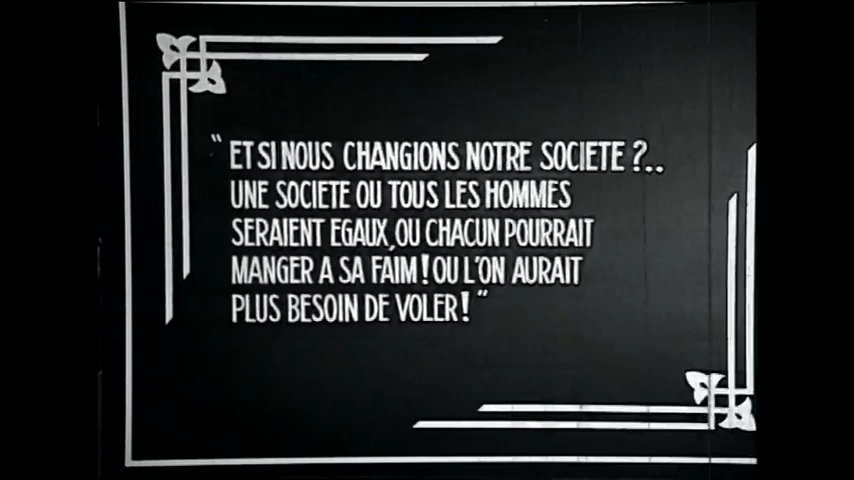 "ET SI NOUS CHANGIONS NOTRE SOCIETE ?..
UNE SOCIETE OU TOUS LES HOMMES
SERAIENT EGAUX, OU CHACUN POURRAIT
MANGER A SA FAIM ! OU L'ON AURAIT
PLUS BESOIN DE VOLER ! "